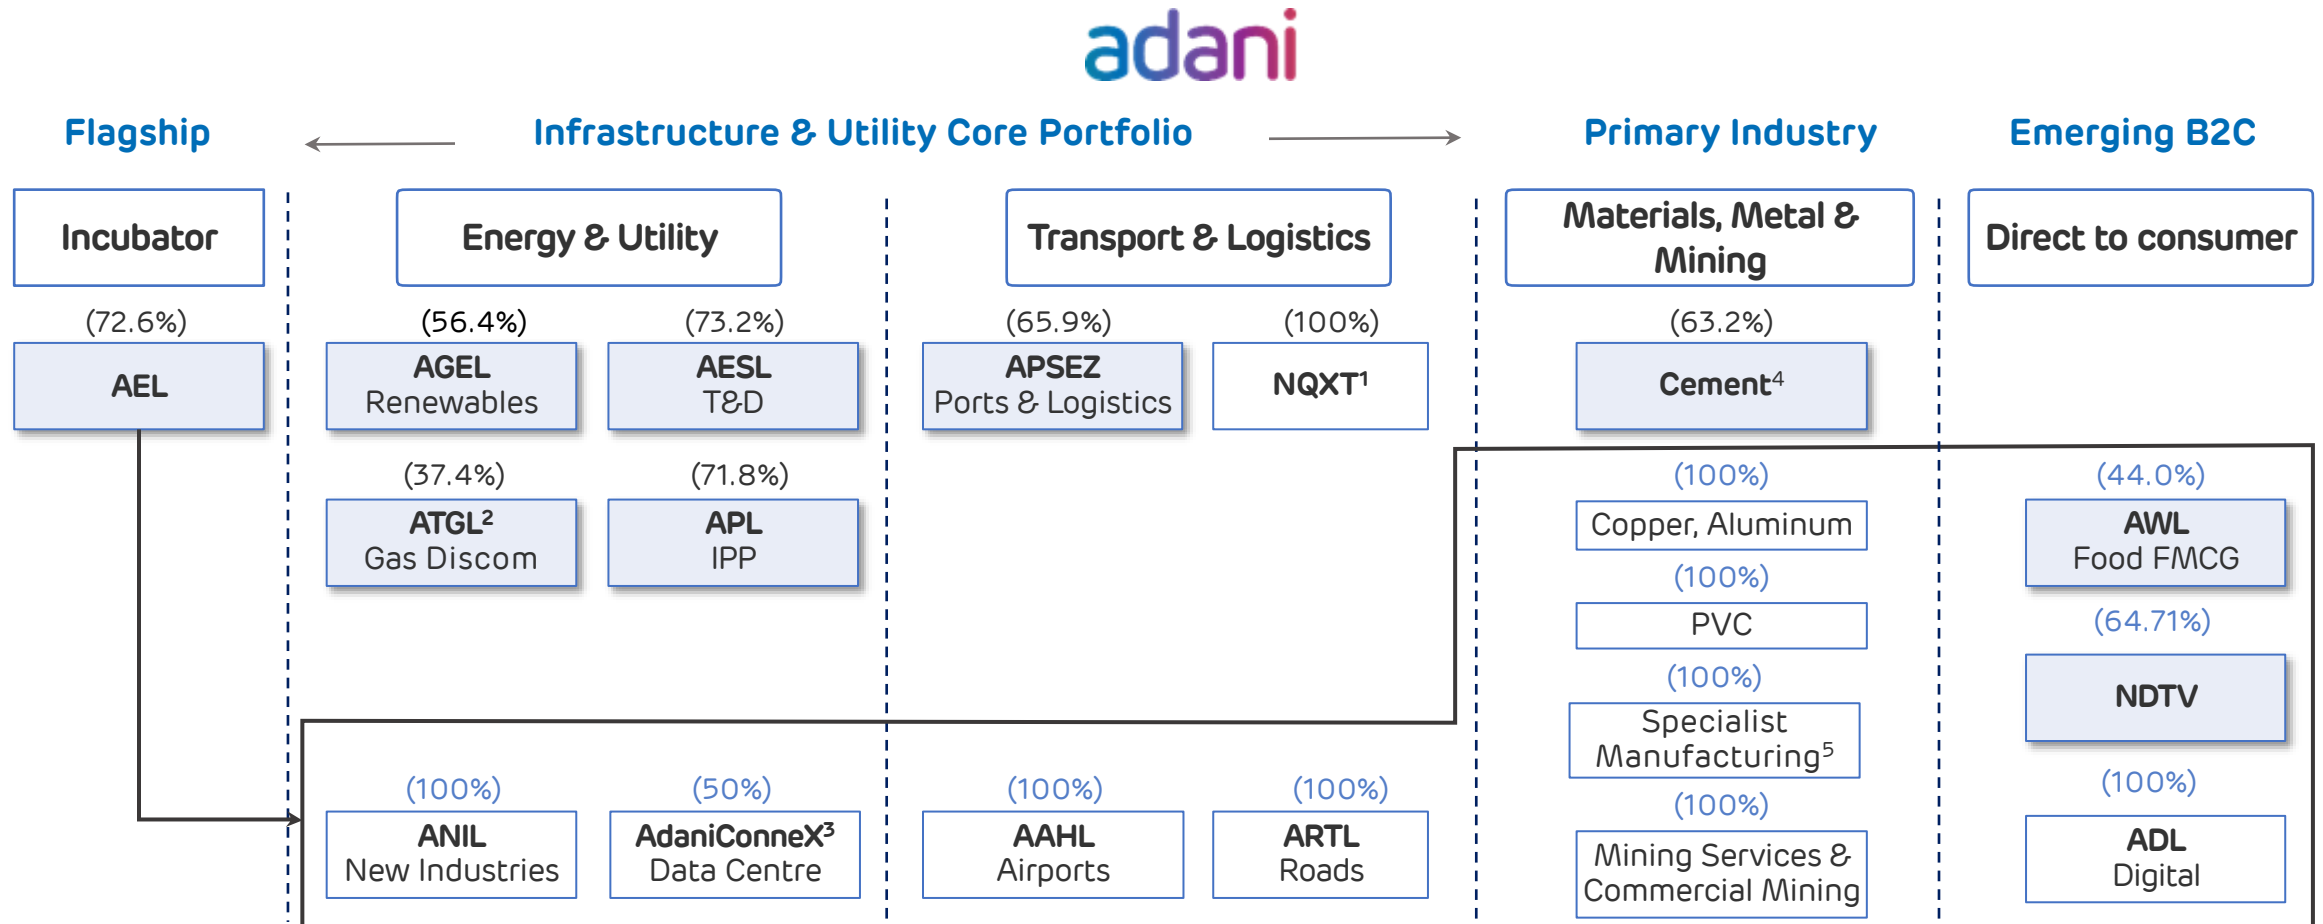 adani
Flagship
Infrastructure & Utility Core Portfolio
Primary Industry
Emerging B2C
Incubator
Energy & Utility
Transport & Logistics
Materials, Metal &
Mining
Direct to consumer
(72.6%)
(56.4%)
(73.2%)
(65.9%)
(100%)
(63.2%)
AEL
AGEL
Renewables
AESL
T&D
APSEZ
Ports & Logistics
NQXT¹
Cement⁴
(37.4%)
(71.8%)
(100%)
(44.0%)
ATGL²
Gas Discom
APL
IPP
Copper, Aluminum
AWL
Food FMCG
(100%)
PVC
(64.71%)
NDTV
(100%)
Specialist
Manufacturing⁵
(100%)
(50%)
(100%)
(100%)
(100%)
(100%)
ANIL
New Industries
AdaniConneX³
Data Centre
AAHL
Airports
ARTL
Roads
Mining Services &
Commercial Mining
ADL
Digital